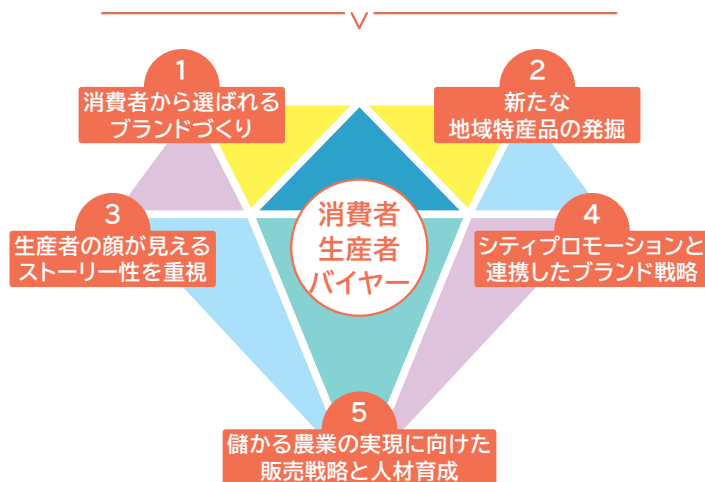 1
消費者から選ばれる
ブランドづくり
2
新たな
地域特産品の発掘
3
生産者の顔が見える
ストーリー性を重視
消費者
生産者
バイヤー
4
シティプロモーションと
連携したブランド戦略
5
儲かる農業の実現に向けた
販売戦略と人材育成